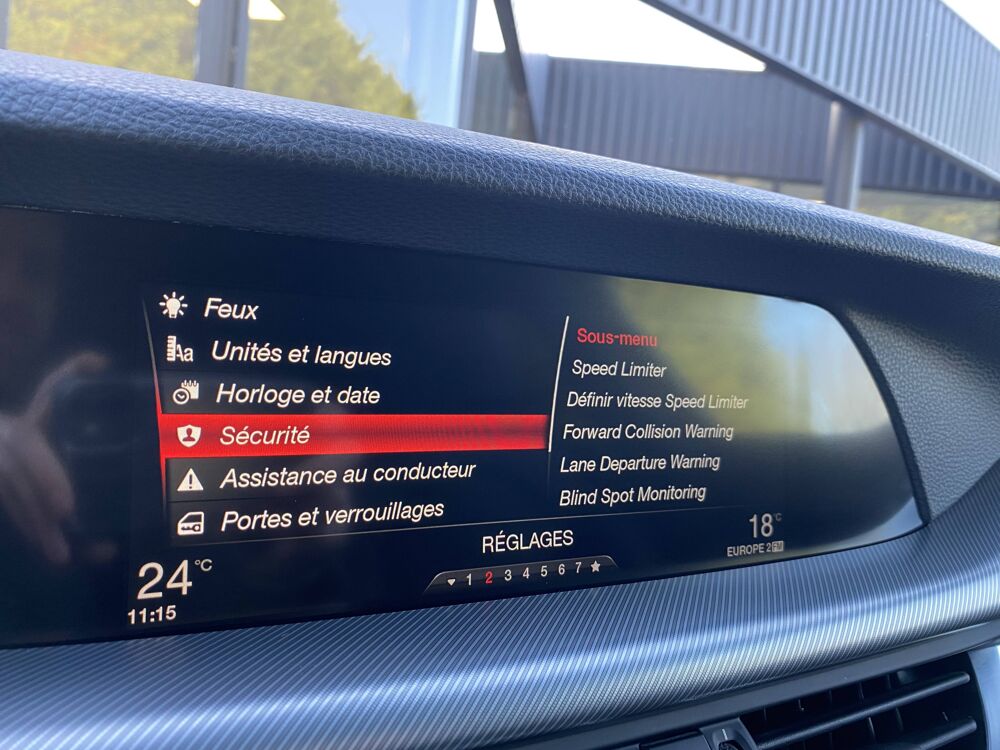 Feux
Aa Unités et langues
Horloge et date
Sécurité
Assistance au conducteur
Portes et verrouillages
Sous-menu
Speed Limiter
Définir vitesse Speed Limiter
Forward Collision Warning
Lane Departure Warning
Blind Spot Monitoring
RÉGLAGES
1 2 3 4 5 6 7
24°C
11:15
18°C
EUROPE 2 FM